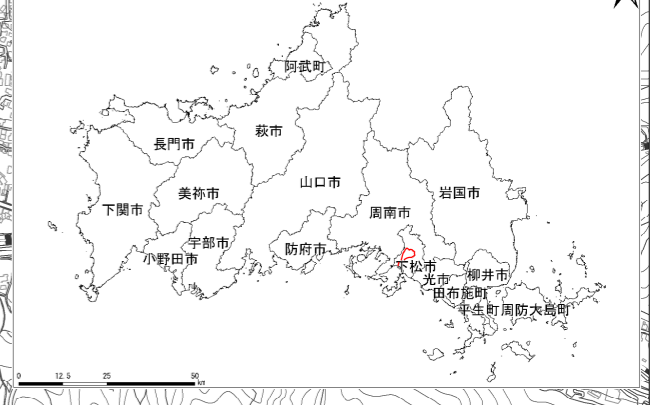 阿武町
萩市
長門市
山口市
美祢市
岩国市
下関市
周南市
宇部市
防府市
小野田市
下松市
光市
柳井市
田布施町
平生町
周防大島町
0 12.5 25 50
km